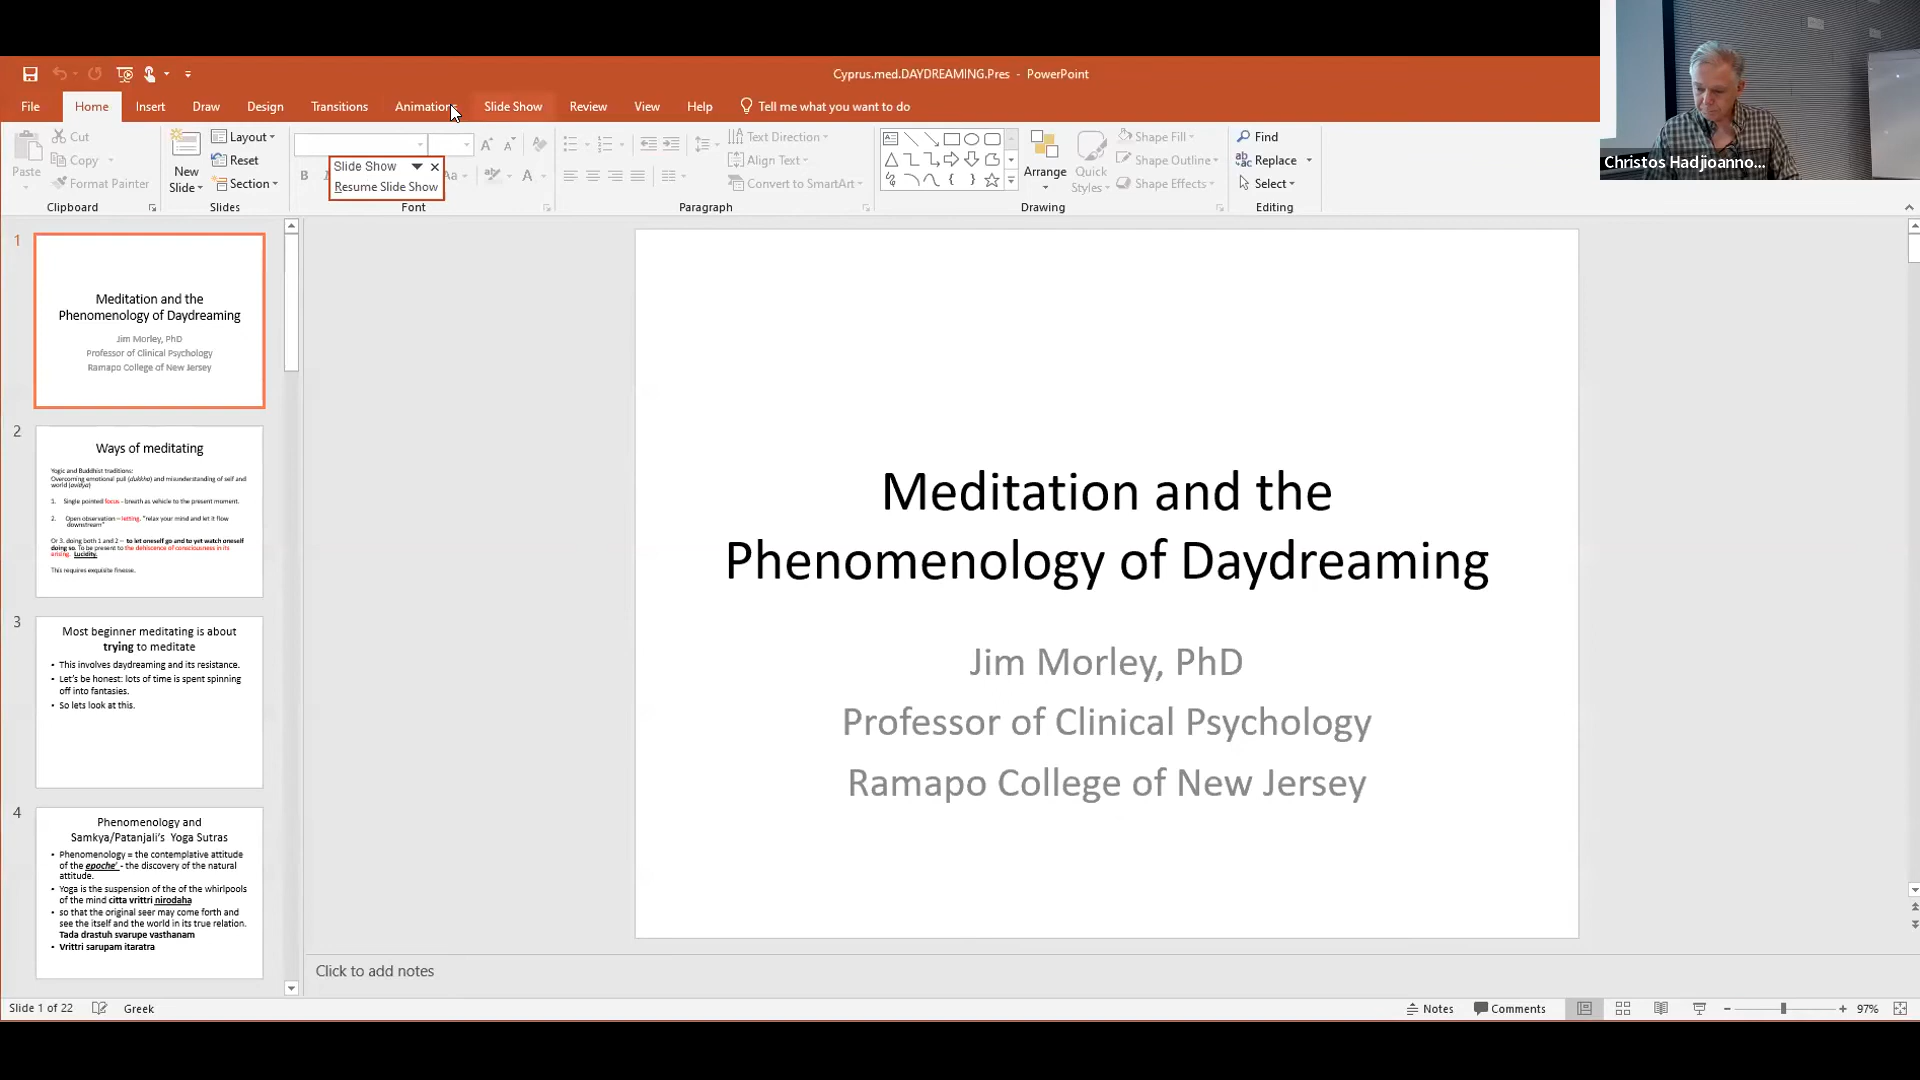 Cyprus.med.DAYDREAMING.Pres - PowerPoint
File Home Insert Draw Design Transitions Animations Slide Show Review View Help Tell me what you want to do
Christos Hadjioanno...
Paste
Cut
Copy
Format Painter
Clipboard
New Slide
Layout
Reset
Section
Slides
Slide Show
Resume Slide Show
B
Aa
A
Font
Text Direction
Align Text
Convert to SmartArt
Paragraph
Arrange
Quick Styles
Shape Fill
Shape Outline
Shape Effects
Drawing
Find
Replace
Select
Editing
1
Meditation and the
Phenomenology of Daydreaming
Jim Morley, PhD
Professor of Clinical Psychology
Ramapo College of New Jersey
2
Ways of meditating
Yogic and Buddhist traditions:
Overcoming emotional pull (dukkha) and misunderstanding of self and
world (avidya)
1. Single pointed focus - breath as vehicle to the present moment.
2. Open observation – letting. "relax your mind and let it flow
downstream"
Or 3. doing both 1 and 2 – to let oneself go and to yet watch oneself
doing so. To be present to the dehiscence of consciousness in its
arising. Lucidity.
This requires exquisite finesse.
3
Most beginner meditating is about
trying to meditate
• This involves daydreaming and its resistance.
• Let's be honest: lots of time is spent spinning
off into fantasies.
• So lets look at this.
4
Phenomenology and
Samkya/Patanjali's Yoga Sutras
• Phenomenology = the contemplative attitude
of the epoche' - the discovery of the natural
attitude.
• Yoga is the suspension of the of the whirlpools
of the mind citta vrittri nirodaha
• so that the original seer may come forth and
see the itself and the world in its true relation.
Tada drastuh svarupe vasthanam
• Vrittri sarupam itaratra
Meditation and the
Phenomenology of Daydreaming
Jim Morley, PhD
Professor of Clinical Psychology
Ramapo College of New Jersey
Click to add notes
Slide 1 of 22 Greek Notes Comments 97%